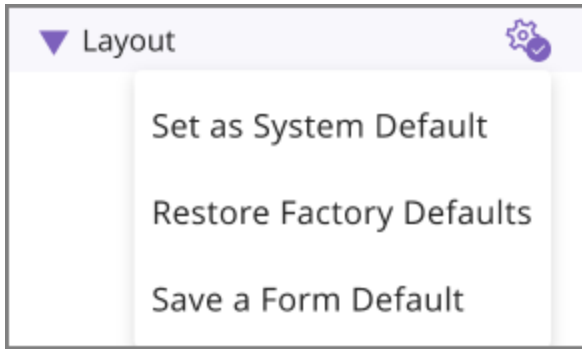 Layout
Set as System Default
Restore Factory Defaults
Save a Form Default